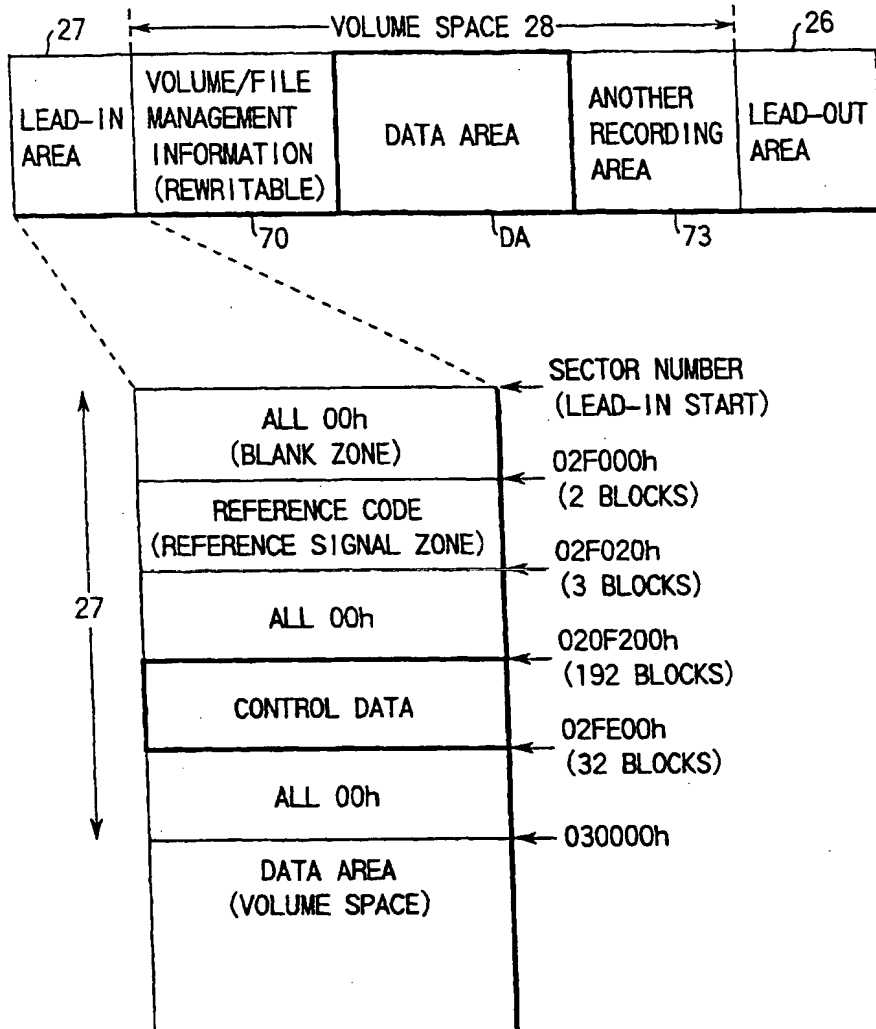 27
VOLUME SPACE 28
26
LEAD-IN
AREA
VOLUME/FILE
MANAGEMENT
INFORMATION
(REWRITABLE)
DATA AREA
ANOTHER
RECORDING
AREA
LEAD-OUT
AREA
70
DA
73
SECTOR NUMBER
(LEAD-IN START)
ALL 00h
(BLANK ZONE)
02F000h
(2 BLOCKS)
REFERENCE CODE
(REFERENCE SIGNAL ZONE)
02F020h
(3 BLOCKS)
27
ALL 00h
020F200h
(192 BLOCKS)
CONTROL DATA
02FE00h
(32 BLOCKS)
ALL 00h
030000h
DATA AREA
(VOLUME SPACE)